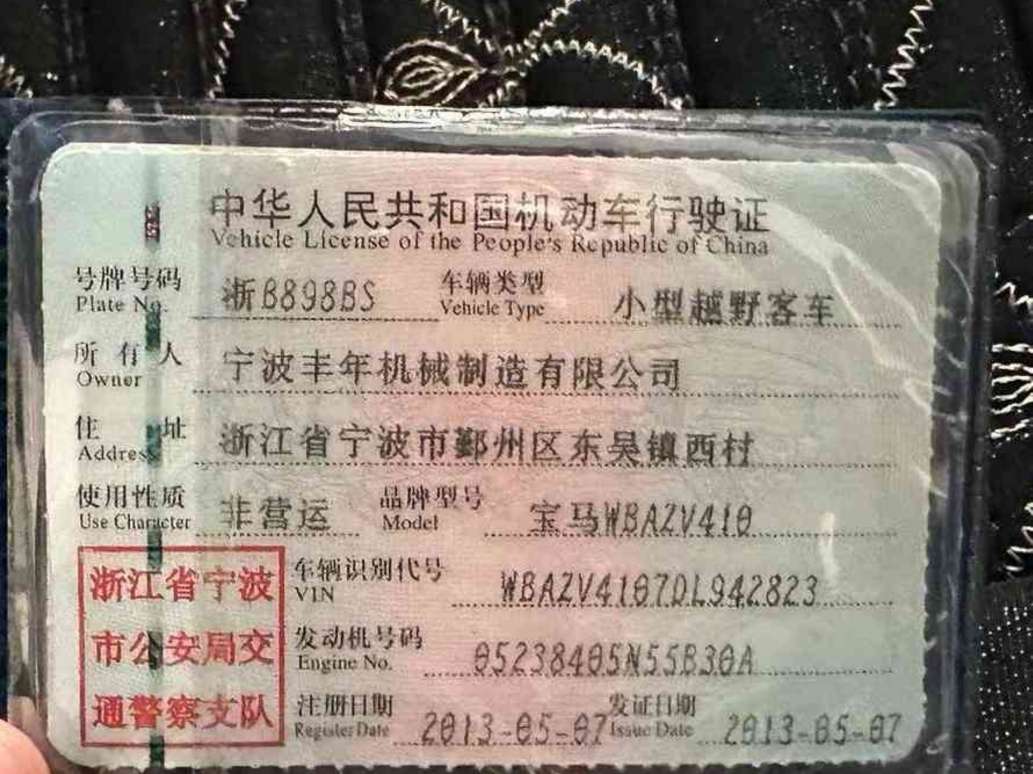 中华人民共和国机动车行驶证
Vehicle License of the People's Republic of China
号牌号码 浙B898BS 车辆类型 小型越野客车
Plate No. Vehicle Type
所有人 宁波丰年机械制造有限公司
Owner
住址 浙江省宁波市鄞州区东吴镇西村
Address
使用性质 非营运 品牌型号 宝马WBAZV410
Use Character Model
浙江省宁波
市公安局交
通警察支队
车辆识别代号 WBAZV4107DL942823
VIN
发动机号码 05238405N55B30A
Engine No.
注册日期 2013-05-07 发证日期 2013-05-07
Register Date Issue Date